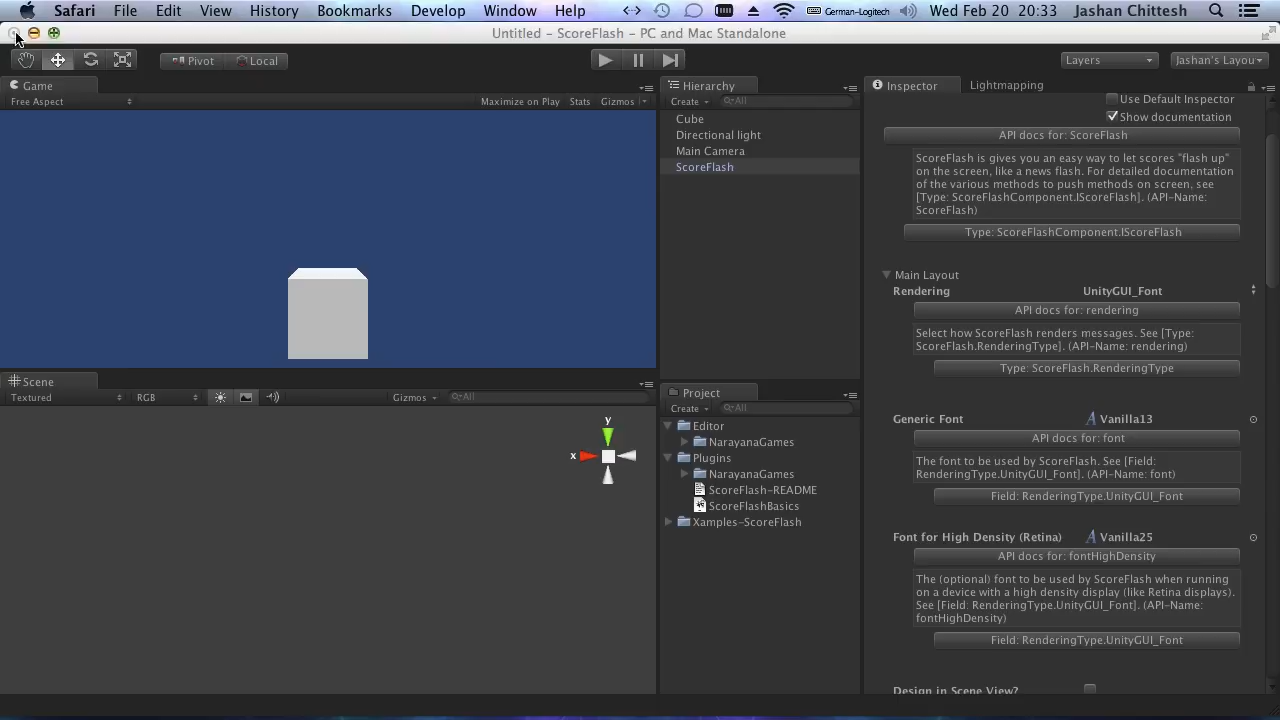 Safari File Edit View History Bookmarks Develop Window Help German-Logitech Wed Feb 20 20:33 Jashan Chittesh
Untitled - ScoreFlash - PC and Mac Standalone
Pivot Local Layers Jashan's Layou
Game
Free Aspect Maximize on Play Stats Gizmos
Scene
Textured RGB Gizmos All
y
x
Hierarchy
Create All
Cube
Directional light
Main Camera
ScoreFlash
Project
Create All
Editor
NarayanaGames
Plugins
NarayanaGames
ScoreFlash-README
ScoreFlashBasics
Xamples-ScoreFlash
Inspector Lightmapping
Use Default Inspector
Show documentation
API docs for: ScoreFlash
ScoreFlash is gives you an easy way to let scores "flash up"
on the screen, like a news flash. For detailed documentation
of the various methods to push methods on screen, see
[Type: ScoreFlashComponent.IScoreFlash]. (API-Name:
ScoreFlash)
Type: ScoreFlashComponent.IScoreFlash
Main Layout
Rendering UnityGUI_Font
API docs for: rendering
Select how ScoreFlash renders messages. See [Type:
ScoreFlash.RenderingType]. (API-Name: rendering)
Type: ScoreFlash.RenderingType
Generic Font Vanilla13
API docs for: font
The font to be used by ScoreFlash. See [Field:
RenderingType.UnityGUI_Font]. (API-Name: font)
Field: RenderingType.UnityGUI_Font
Font for High Density (Retina) Vanilla25
API docs for: fontHighDensity
The (optional) font to be used by ScoreFlash when running
on a device with a high density display (like Retina displays).
See [Field: RenderingType.UnityGUI_Font]. (API-Name:
fontHighDensity)
Field: RenderingType.UnityGUI_Font
Design in Scene View?